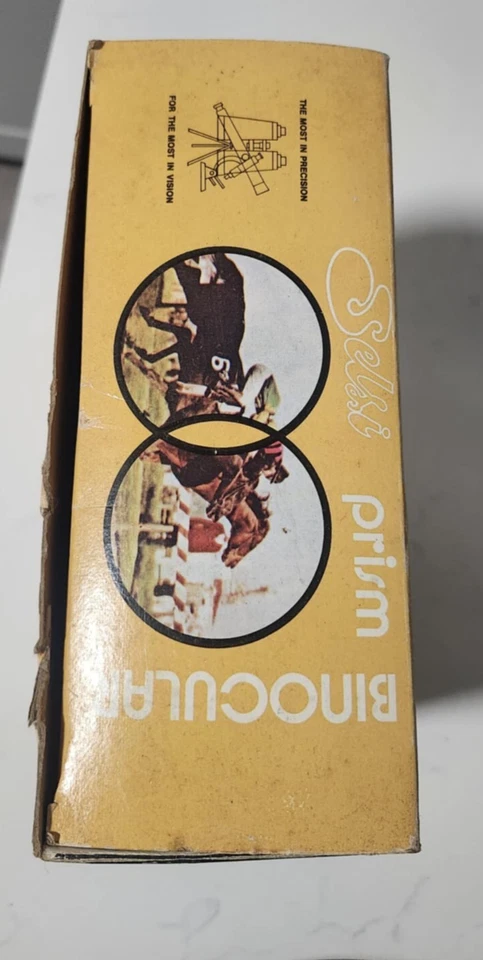 THE MOST IN PRECISION
FOR THE MOST IN VISION
Selsi
prism
BINOCULAR